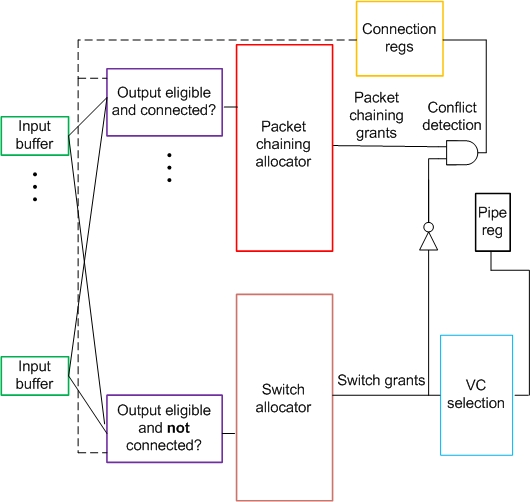 Connection
regs
Output eligible
and connected?
Input
buffer
Packet
chaining
allocator
Packet
chaining
grants
Conflict
detection
Pipe
reg
Input
buffer
Output eligible
and not
connected?
Switch
allocator
Switch grants
VC
selection